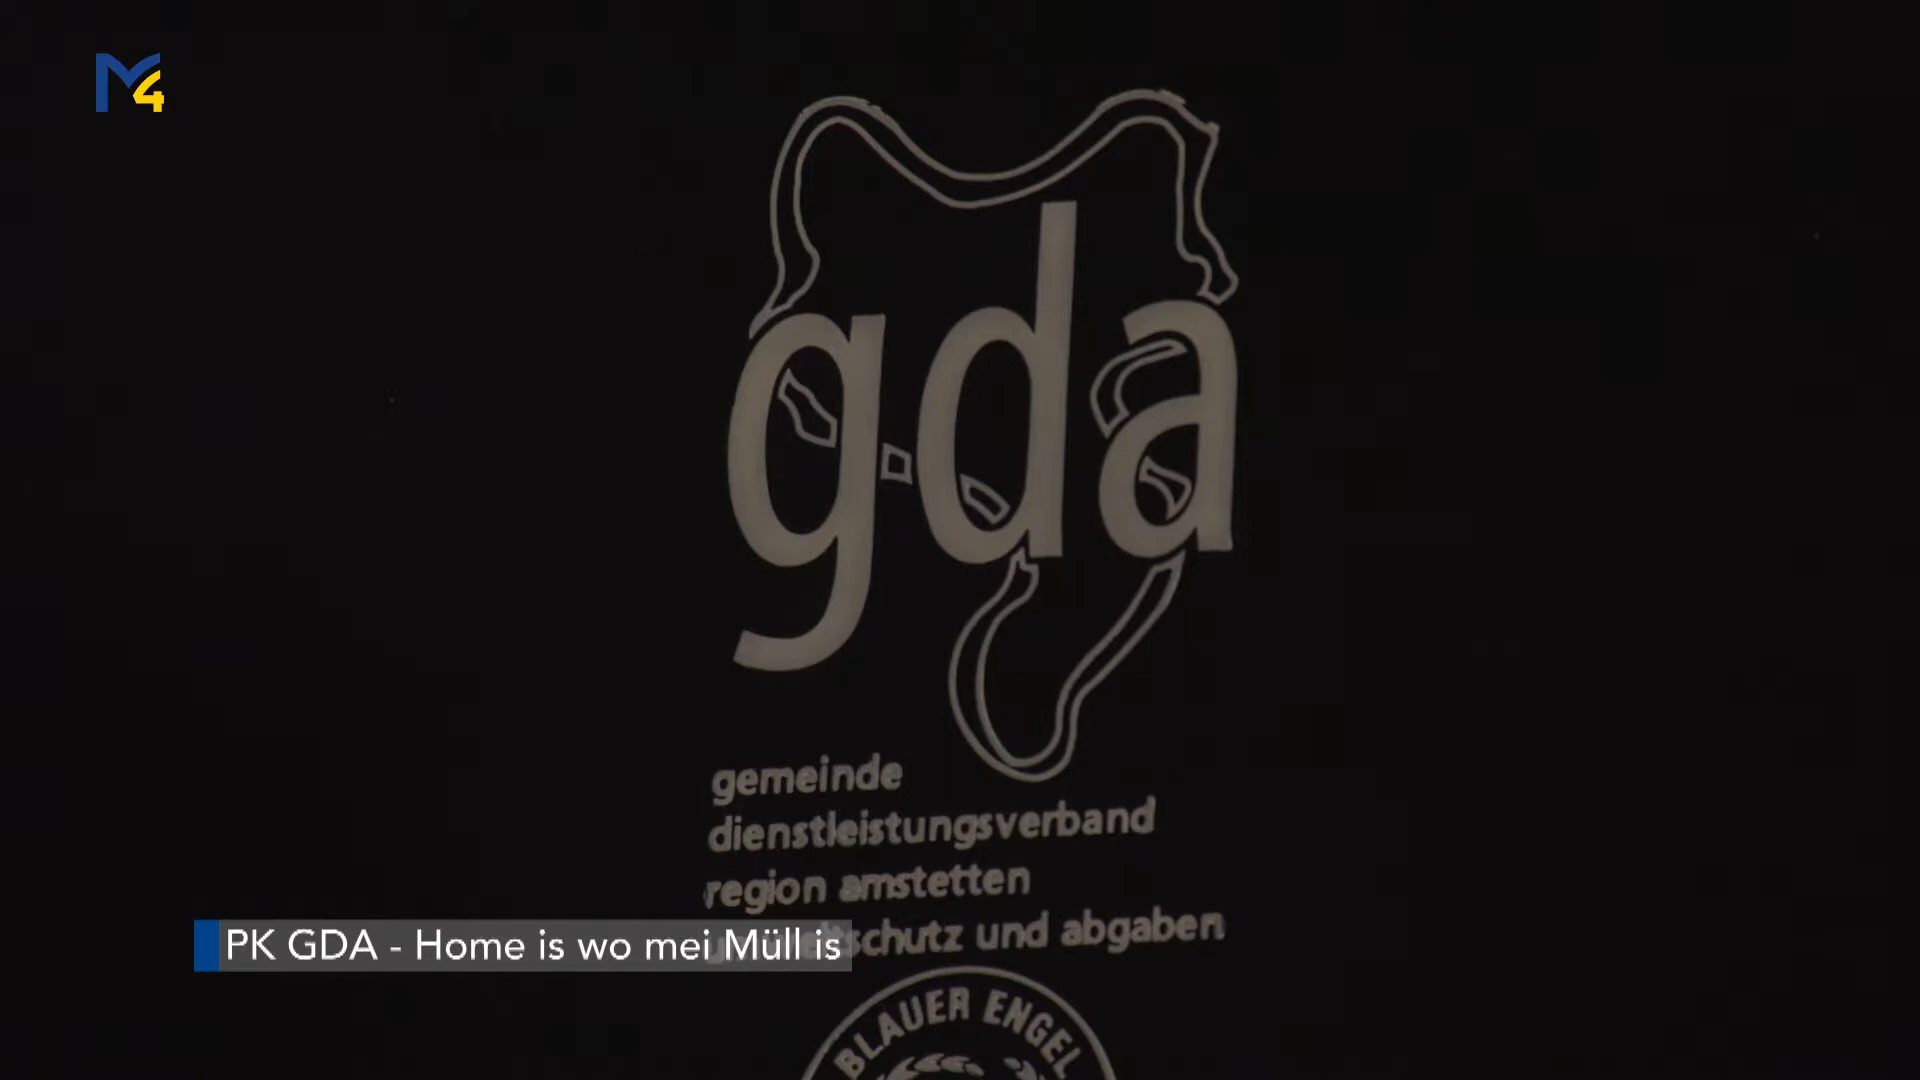 M4
gda
gemeinde
dienstleistungsverband
region amstetten
schutz und abgaben
PK GDA - Home is wo mei Müll is
BLAUER ENGEL